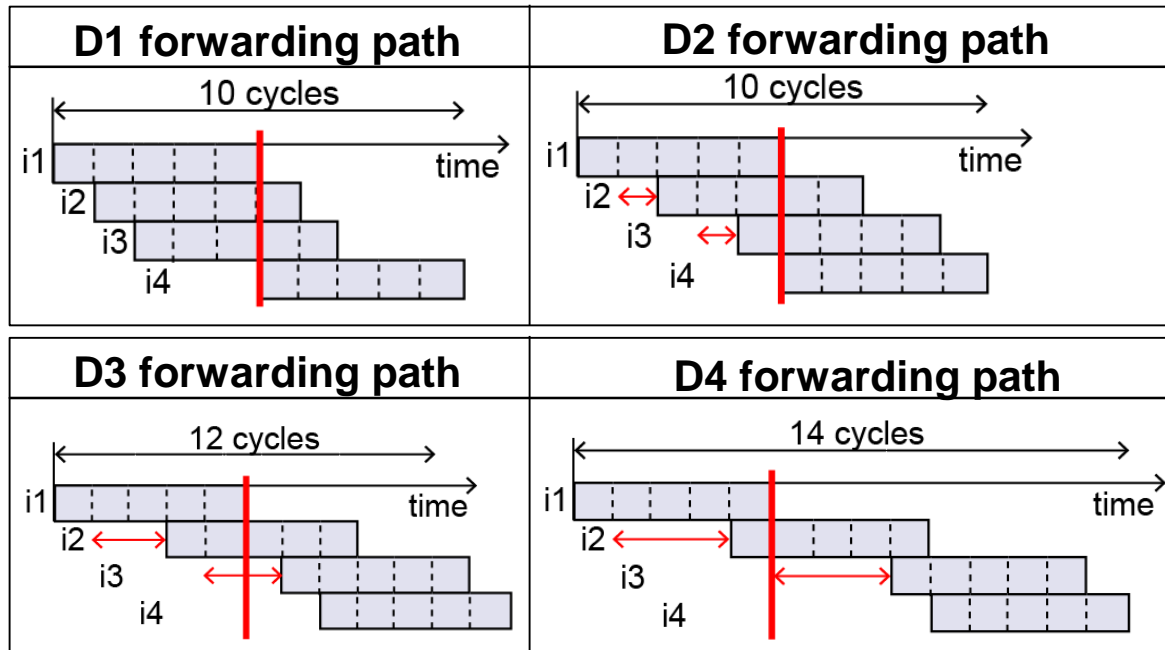 D1 forwarding path
10 cycles
time
i1
i2
i3
i4
D2 forwarding path
10 cycles
time
i1
i2
i3
i4
D3 forwarding path
12 cycles
time
i1
i2
i3
i4
D4 forwarding path
14 cycles
time
i1
i2
i3
i4